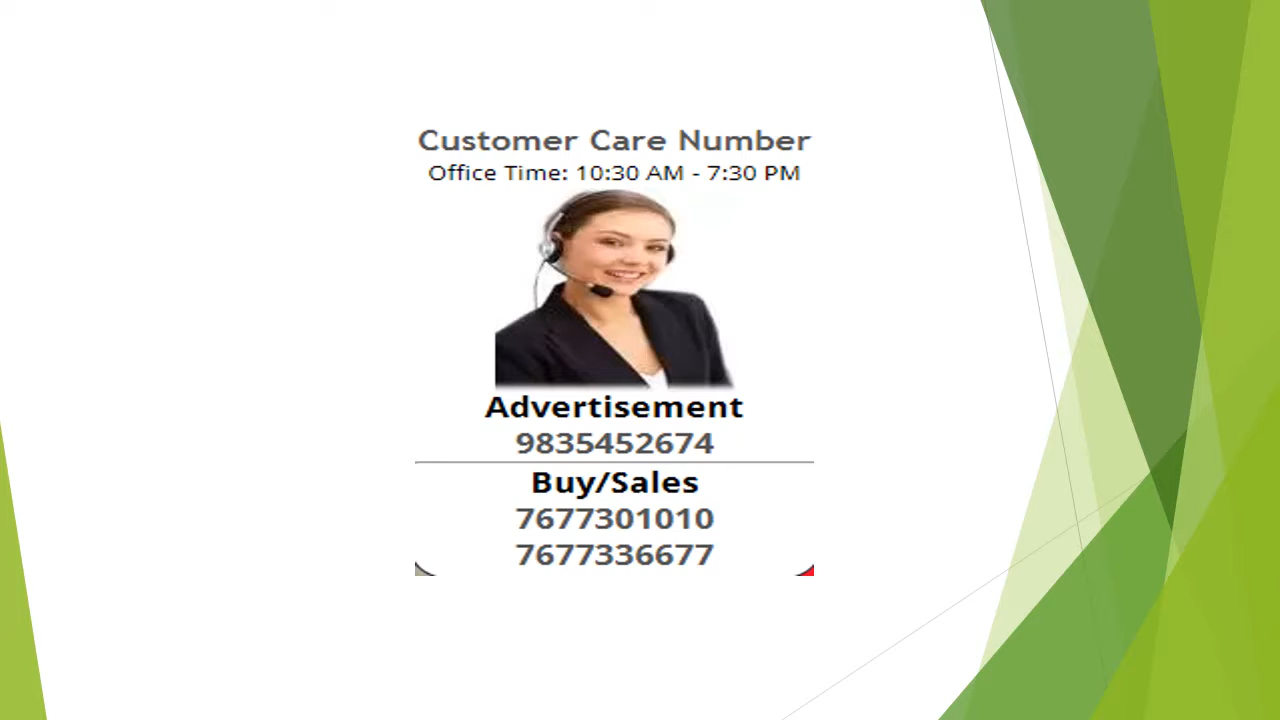 Customer Care Number
Office Time: 10:30 AM - 7:30 PM
Advertisement
9835452674
Buy/Sales
7677301010
7677336677